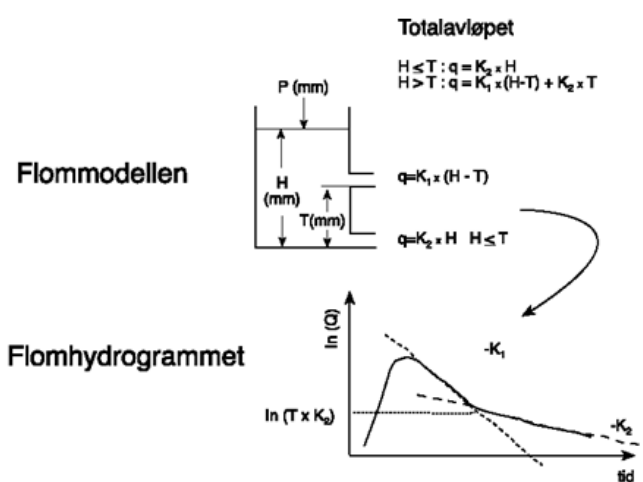 Totalavløpet
H ≤ T : q = K₂ x H
H > T : q = K₁ x (H-T) + K₂ x T
P (mm)
Flommodellen
H
(mm)
T(mm)
q=K₁ x (H - T)
q=K₂ x H H ≤ T
Flomhydrogrammet
ln (Q)
-K₁
ln (T x K₂)
-K₂
tid